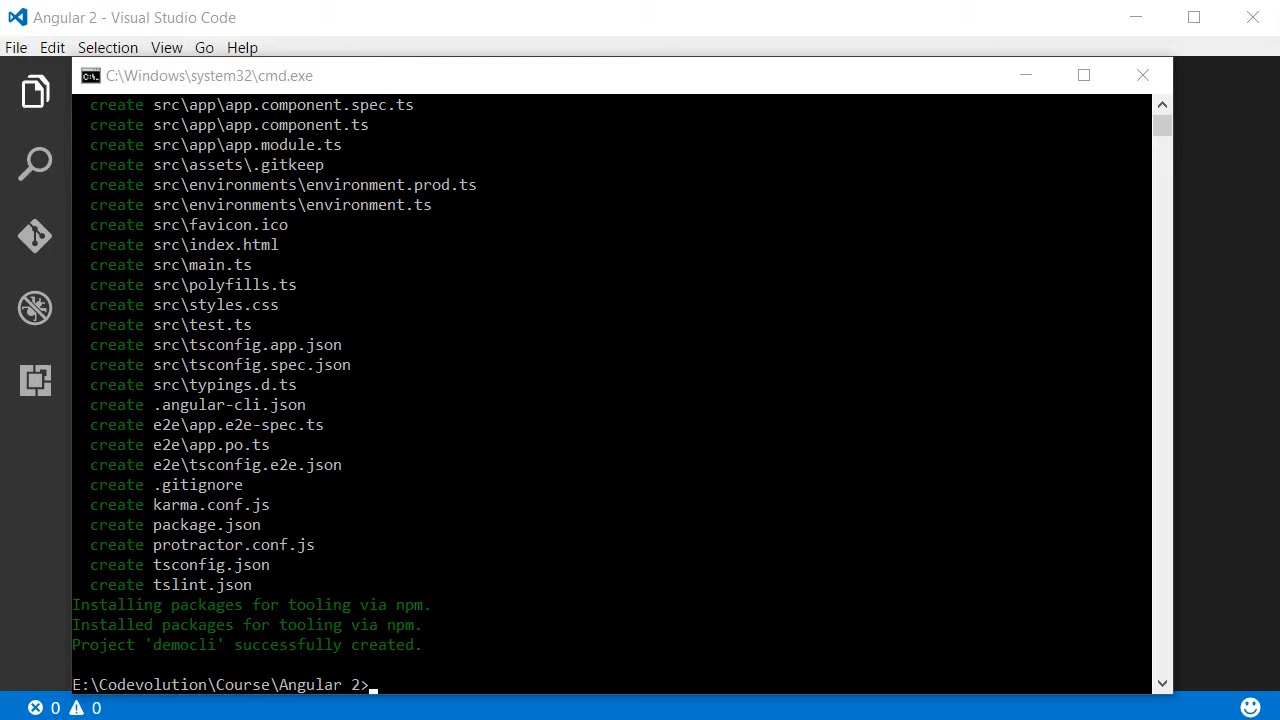 Angular 2 - Visual Studio Code
File Edit Selection View Go Help
C:\Windows\system32\cmd.exe
create src\app\app.component.spec.ts
create src\app\app.component.ts
create src\app\app.module.ts
create src\assets\.gitkeep
create src\environments\environment.prod.ts
create src\environments\environment.ts
create src\favicon.ico
create src\index.html
create src\main.ts
create src\polyfills.ts
create src\styles.css
create src\test.ts
create src\tsconfig.app.json
create src\tsconfig.spec.json
create src\typings.d.ts
create .angular-cli.json
create e2e\app.e2e-spec.ts
create e2e\app.po.ts
create e2e\tsconfig.e2e.json
create .gitignore
create karma.conf.js
create package.json
create protractor.conf.js
create tsconfig.json
create tslint.json
Installing packages for tooling via npm.
Installed packages for tooling via npm.
Project 'democli' successfully created.
E:\Codevolution\Course\Angular 2>
0 0